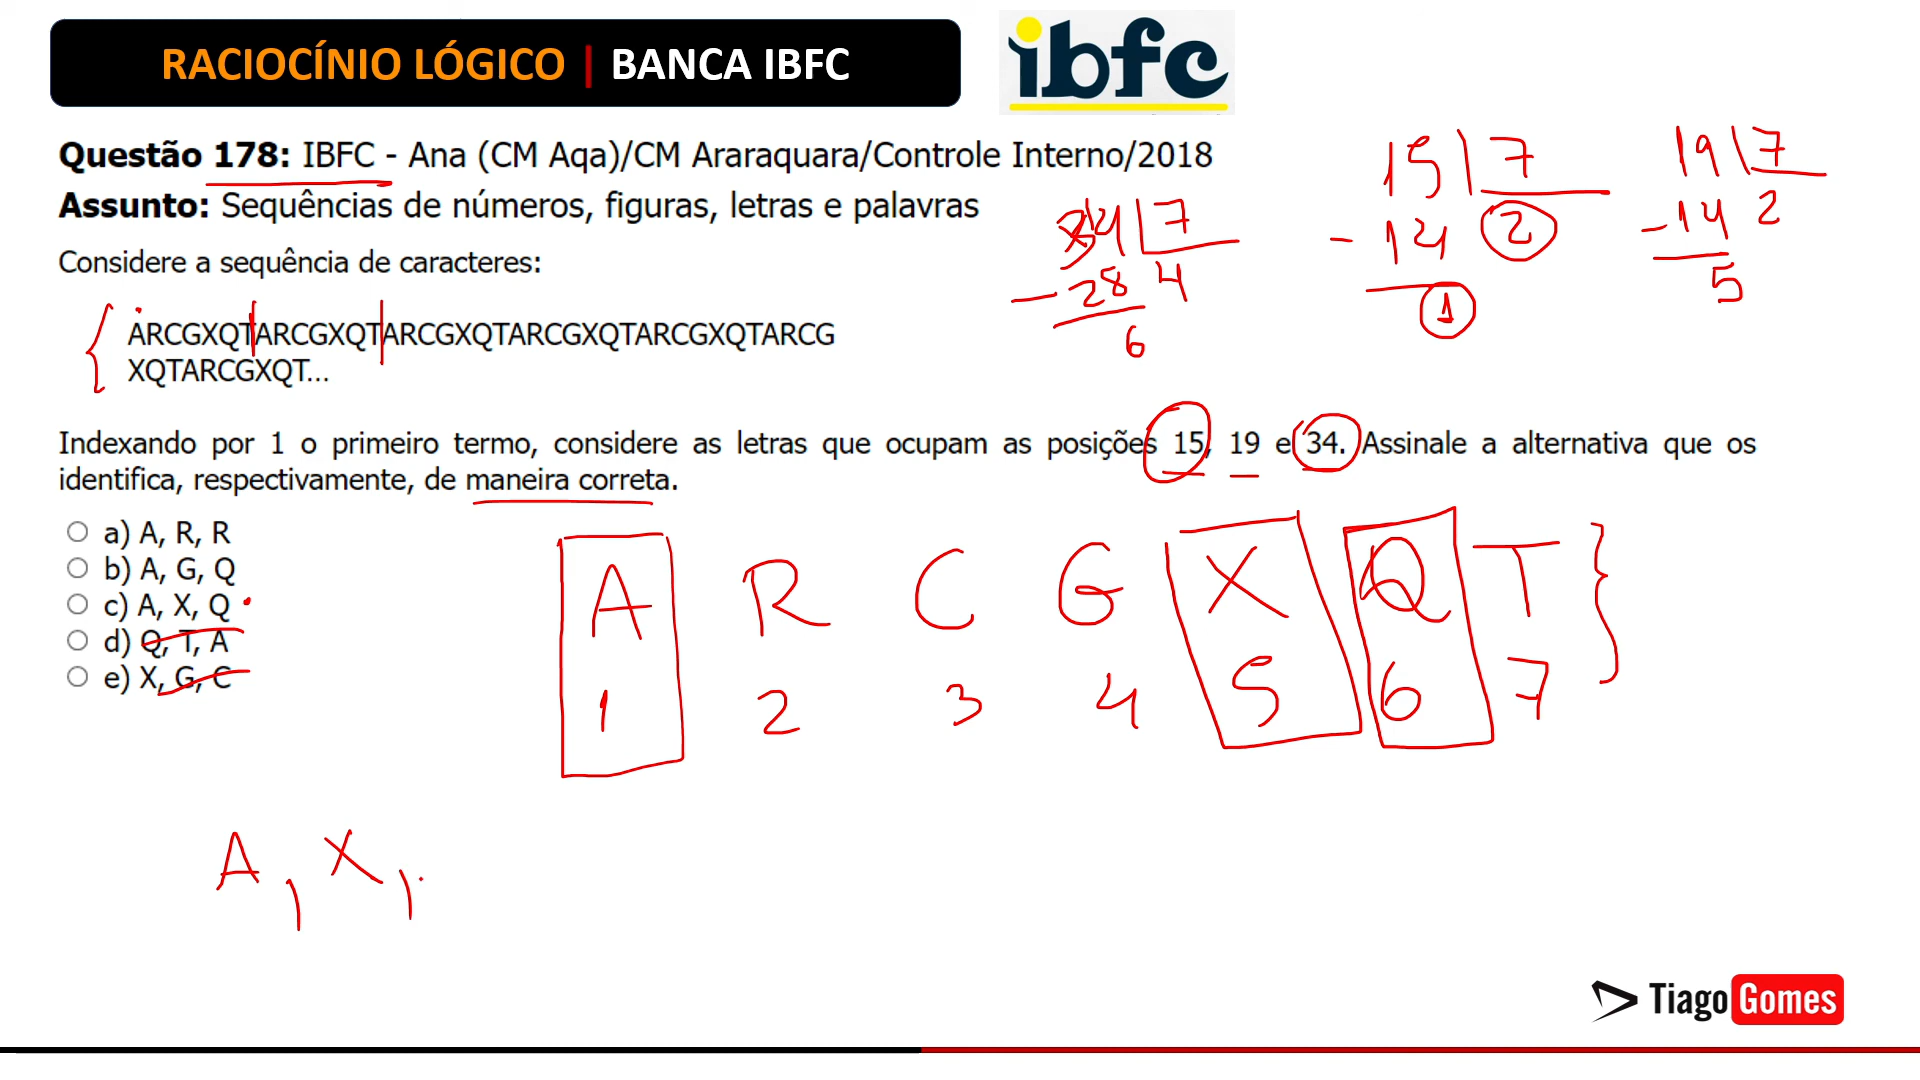 RACIOCÍNIO LÓGICO | BANCA IBFC
ibfc
Questão 178: IBFC - Ana (CM Aqa)/CM Araraquara/Controle Interno/2018
Assunto: Sequências de números, figuras, letras e palavras
Considere a sequência de caracteres:
ARCGXQTARCGXQTARCGXQTARCGXQTARCGXQTARCG
XQTARCGXQT...
34 7
- 28 4
6
15 7
- 14 2
1
19 7
- 14 2
5
Indexando por 1 o primeiro termo, considere as letras que ocupam as posições 15, 19 e 34. Assinale a alternativa que os
identifica, respectivamente, de maneira correta.
a) A, R, R
b) A, G, Q
c) A, X, Q
d) Q, T, A
e) X, G, C
A R C G X Q T
1 2 3 4 5 6 7
A, X,
Tiago Gomes